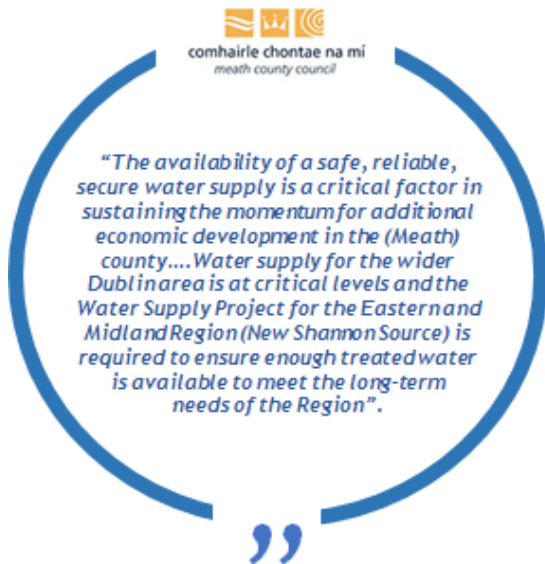 comhairle chontae na mí
meath county council
“The availability of a safe, reliable,
secure water supply is a critical factor in
sustaining the momentum for additional
economic development in the (Meath)
county....Water supply for the wider
Dublin area is at critical levels and the
Water Supply Project for the Eastern and
Midland Region (New Shannon Source) is
required to ensure enough treated water
is available to meet the long-term
needs of the Region”.
”